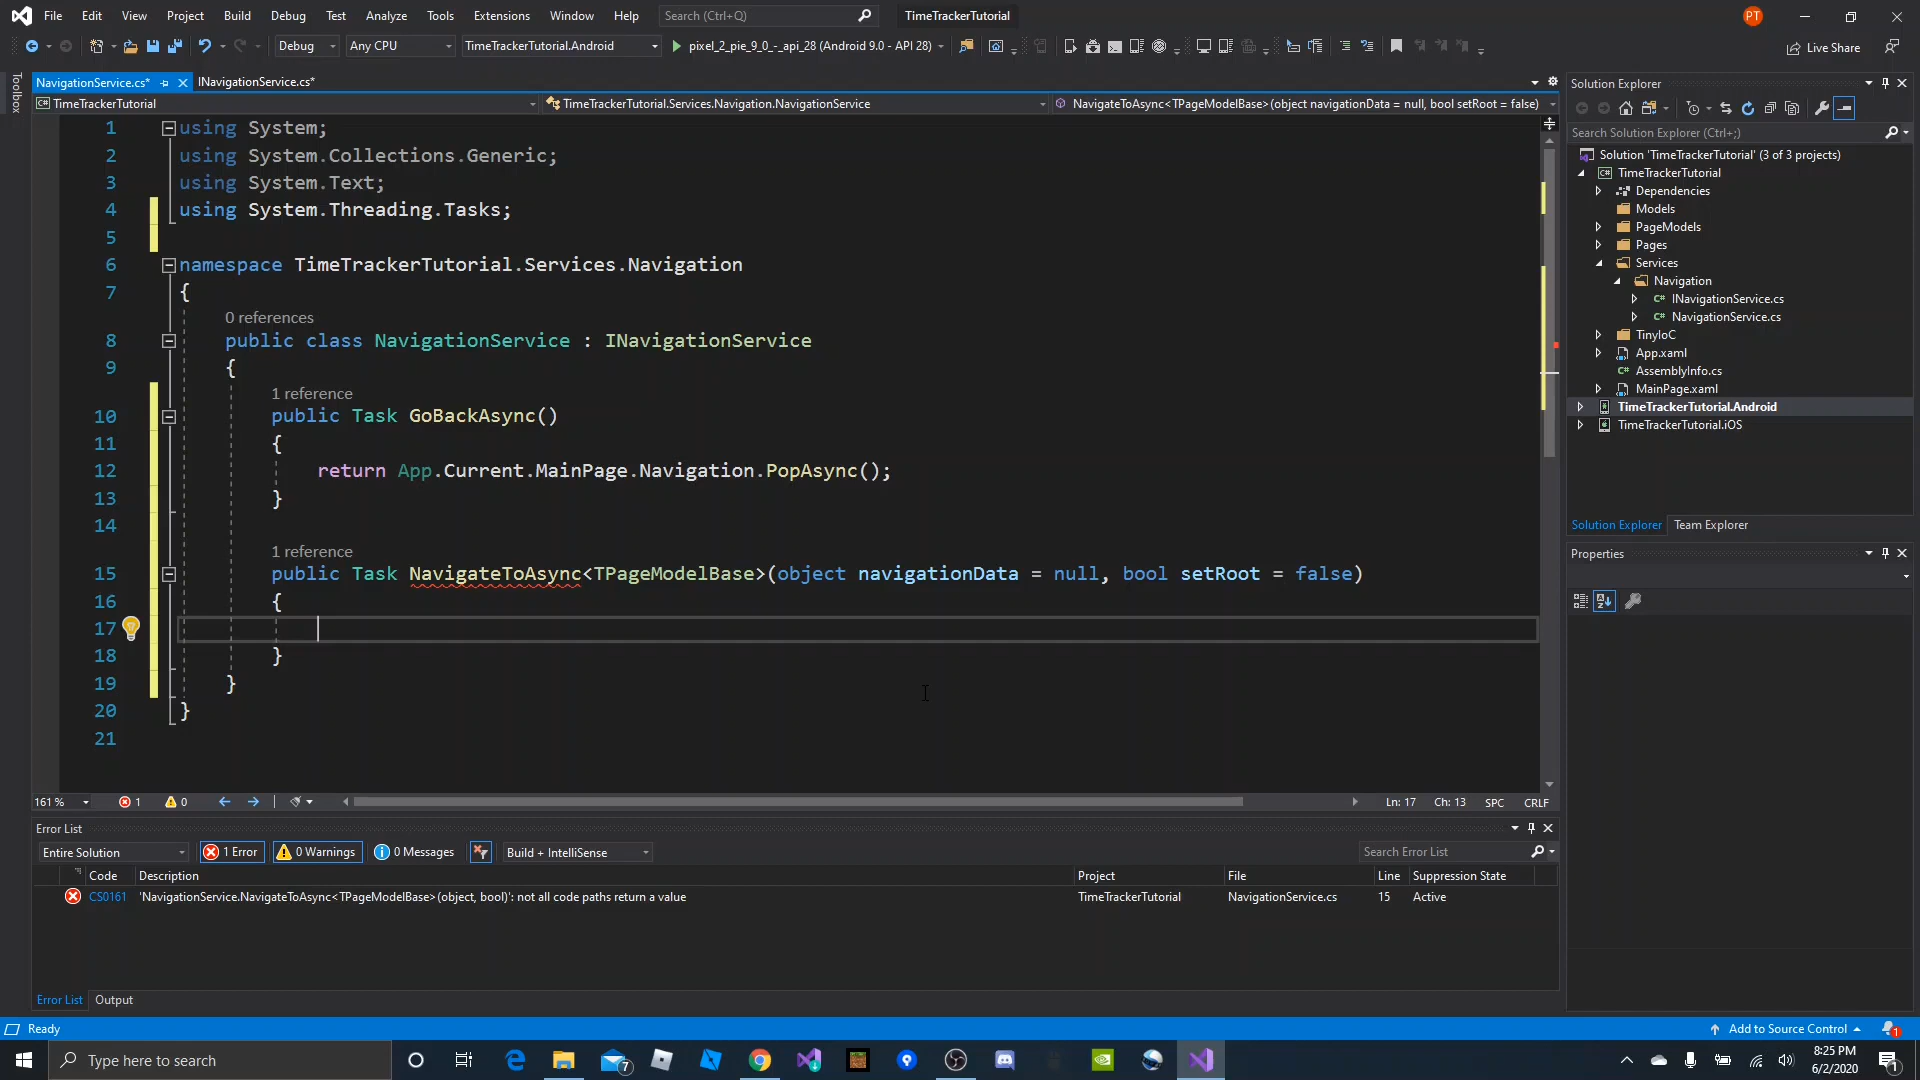 File Edit View Project Build Debug Test Analyze Tools Extensions Window Help Search (Ctrl+Q) TimeTrackerTutorial PT
Debug Any CPU TimeTrackerTutorial.Android pixel_2_pie_9_0_-_api_28 (Android 9.0 - API 28) Live Share
Toolbox
NavigationService.cs* INavigationService.cs*
TimeTrackerTutorial TimeTrackerTutorial.Services.Navigation.NavigationService NavigateToAsync<TPageModelBase>(object navigationData = null, bool setRoot = false)
1 using System;
2 using System.Collections.Generic;
3 using System.Text;
4 using System.Threading.Tasks;
5
6 namespace TimeTrackerTutorial.Services.Navigation
7 {
0 references
8 public class NavigationService : INavigationService
9 {
1 reference
10 public Task GoBackAsync()
11 {
12 return App.Current.MainPage.Navigation.PopAsync();
13 }
14
1 reference
15 public Task NavigateToAsync<TPageModelBase>(object navigationData = null, bool setRoot = false)
16 {
17
18 }
19 }
20 }
21
161 % 1 0 Ln: 17 Ch: 13 SPC CRLF
Error List
Entire Solution 1 Error 0 Warnings 0 Messages Build + IntelliSense Search Error List
Code Description Project File Line Suppression State
CS0161 'NavigationService.NavigateToAsync<TPageModelBase>(object, bool)': not all code paths return a value TimeTrackerTutorial NavigationService.cs 15 Active
Error List Output
Solution Explorer
Search Solution Explorer (Ctrl+;)
Solution 'TimeTrackerTutorial' (3 of 3 projects)
TimeTrackerTutorial
Dependencies
Models
PageModels
Pages
Services
Navigation
INavigationService.cs
NavigationService.cs
TinyIoC
App.xaml
AssemblyInfo.cs
MainPage.xaml
TimeTrackerTutorial.Android
TimeTrackerTutorial.iOS
Solution Explorer Team Explorer
Properties
Ready Add to Source Control 1
Type here to search 7 8:25 PM
6/2/2020 1